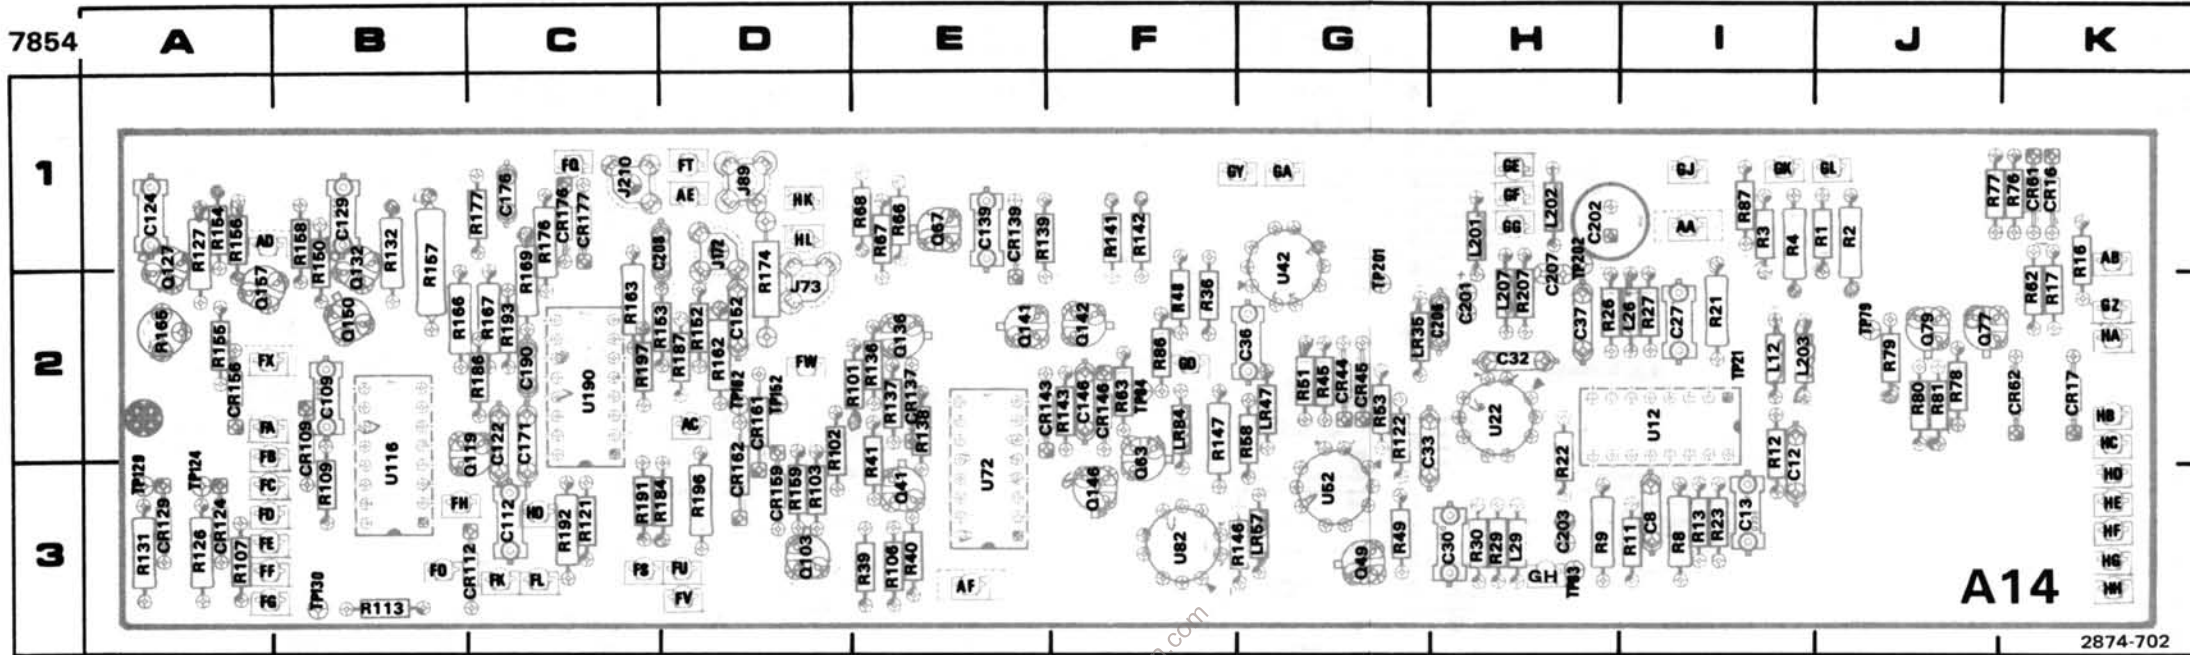 7854 A B C D E F G H I J K
1
FQ J210 FT J89 GY GA GE GJ GK GL
AE HK GF
C124 R127 R154 R156 AD R158 R150 C129 Q132 R132 R157 R177 C176 R176 CR176 CR177 C208 J172 HL R174 R68 R67 R66 Q67 C139 CR139 R139 R141 R142 L201 GG L202 C202 AA R87 R3 R4 R1 R2 R77 R76 CR61 CR16 R16 AB
Q127 Q157 R169 J73 U42 TP201 C207 TP202
2
R165 R155 CR156 FX Q150 C109 R166 R167 R193 R186 C190 U190 R163 R153 R197 R187 R152 R162 C152 FW R101 R136 Q136 R137 CR137 R138 Q141 Q142 R86 R36 GD C36 R51 R45 CR44 CR45 R53 LR35 C201 L207 R207 C32 C37 R26 L26 R27 C27 R21 TP21 L12 L203 TP79 R79 Q79 Q77 R80 R81 R78 R62 R17 GZ HA CR62 CR17
FA CR109 U116 Q119 C122 C171 AC TP162 CR161 TP152 R102 CR143 R143 C146 CR146 R63 TP84 LR84 R147 R58 LR47 R122 C33 U22 R22 U12 R12 C12 HB
FB HC
3
TP129 TP124 FC R109 R191 R184 R196 CR162 CR159 R159 R103 R41 Q41 U72 Q146 Q63 U52 HD
R131 CR129 R126 CR124 R107 FD FH C112 HO R192 R121 Q103 R39 R106 R40 U82 R146 LR57 Q49 R49 C30 R30 R29 L29 C203 R9 R11 C8 R8 R13 R23 C13 HE
FE HF
FF FK FL FU AF GH TP83 HG
FG TP130 R113 CR112 FV A14 HH
2874-702